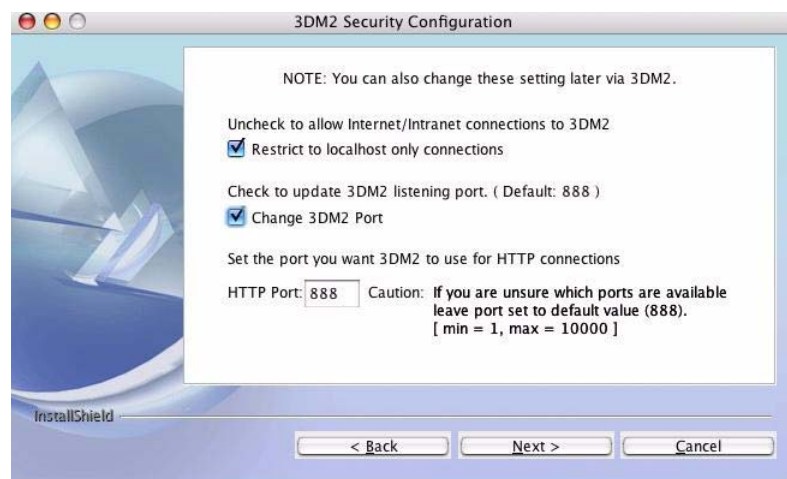 3DM2 Security Configuration
NOTE: You can also change these setting later via 3DM2.
Uncheck to allow Internet/Intranet connections to 3DM2
Restrict to localhost only connections
Check to update 3DM2 listening port. ( Default: 888 )
Change 3DM2 Port
Set the port you want 3DM2 to use for HTTP connections
HTTP Port: 888 Caution: If you are unsure which ports are available
leave port set to default value (888).
[ min = 1, max = 10000 ]
InstallShield
< Back Next > Cancel